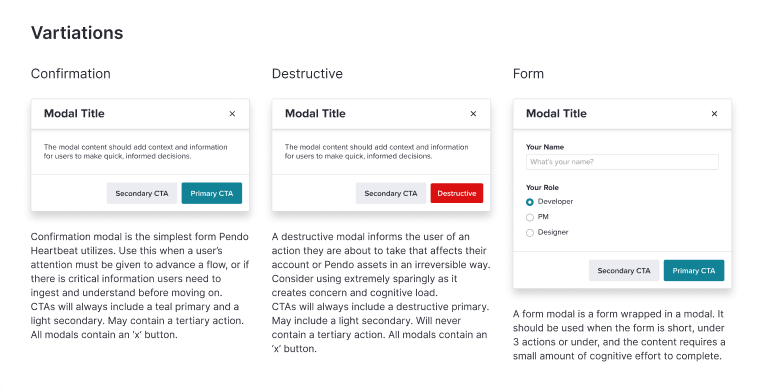 Vartiations
Confirmation
Modal Title
×
The modal content should add context and information
for users to make quick, informed decisions.
Secondary CTA
Primary CTA
Confirmation modal is the simplest form Pendo
Heartbeat utilizes. Use this when a user's
attention must be given to advance a flow, or if
there is critical information users need to
ingest and understand before moving on.
CTAs will always include a teal primary and a
light secondary. May contain a tertiary action.
All modals contain an 'x' button.
Destructive
Modal Title
×
The modal content should add context and information
for users to make quick, informed decisions.
Secondary CTA
Destructive
A destructive modal informs the user of an
action they are about to take that affects their
account or Pendo assets in an irreversible way.
Consider using extremely sparingly as it
creates concern and cognitive load.
CTAs will always include a destructive primary.
May include a light secondary. Will never
contain a tertiary action. All modals contain an
'x' button.
Form
Modal Title
×
Your Name
What's your name?
Your Role
Developer
PM
Designer
Secondary CTA
Primary CTA
A form modal is a form wrapped in a modal. It
should be used when the form is short, under
3 actions or under, and the content requires a
small amount of cognitive effort to complete.